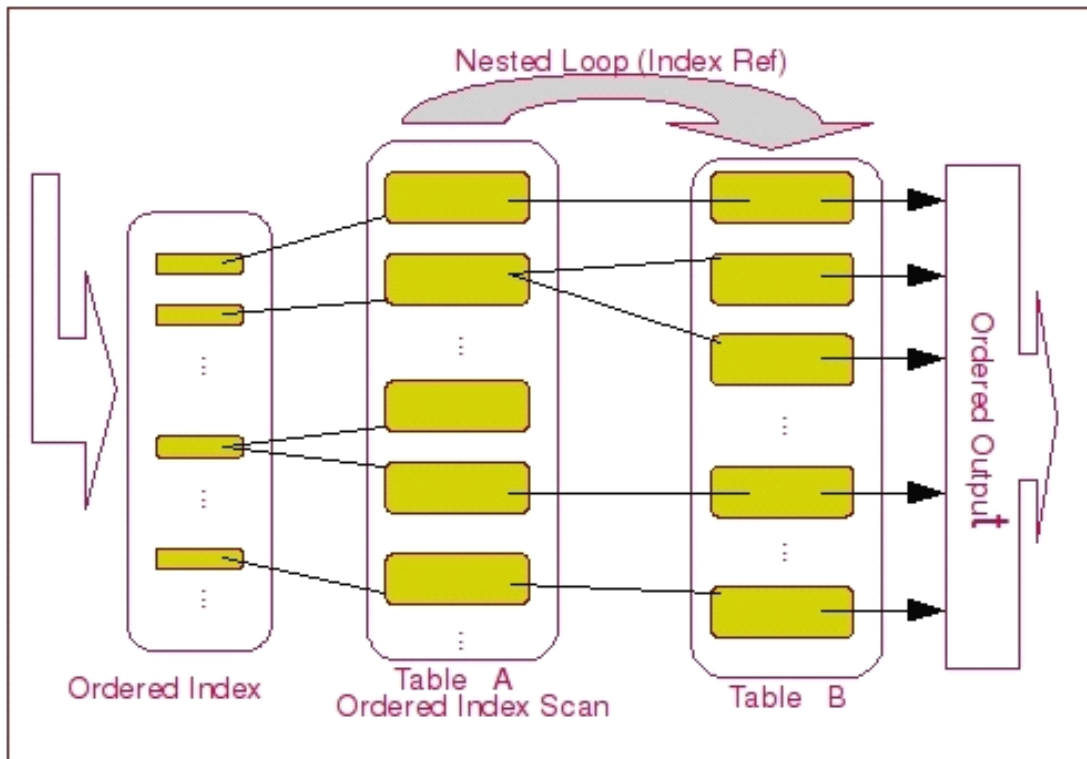 Nested Loop (Index Ref)
Ordered Output
Ordered Index
Table A
Ordered Index Scan
Table B